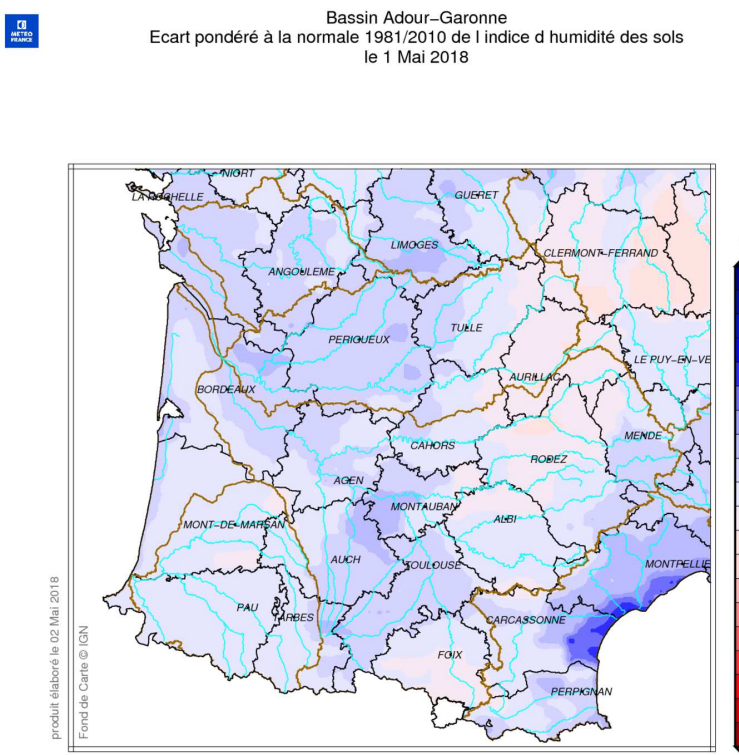 METEO
FRANCE
Bassin Adour–Garonne
Ecart pondéré à la normale 1981/2010 de l indice d humidité des sols
le 1 Mai 2018
NIORT
LA ROCHELLE
GUERET
LIMOGES
CLERMONT–FERRAND
ANGOULEME
TULLE
PERIGUEUX
LE PUY–EN–VE
AURILLAC
BORDEAUX
MENDE
CAHORS
RODEZ
AGEN
MONTAUBAN
ALBI
MONT–DE–MARSAN
AUCH
TOULOUSE
MONTPELLIE
PAU
TARBES
CARCASSONNE
FOIX
PERPIGNAN
produit élaboré le 02 Mai 2018
Fond de Carte © IGN